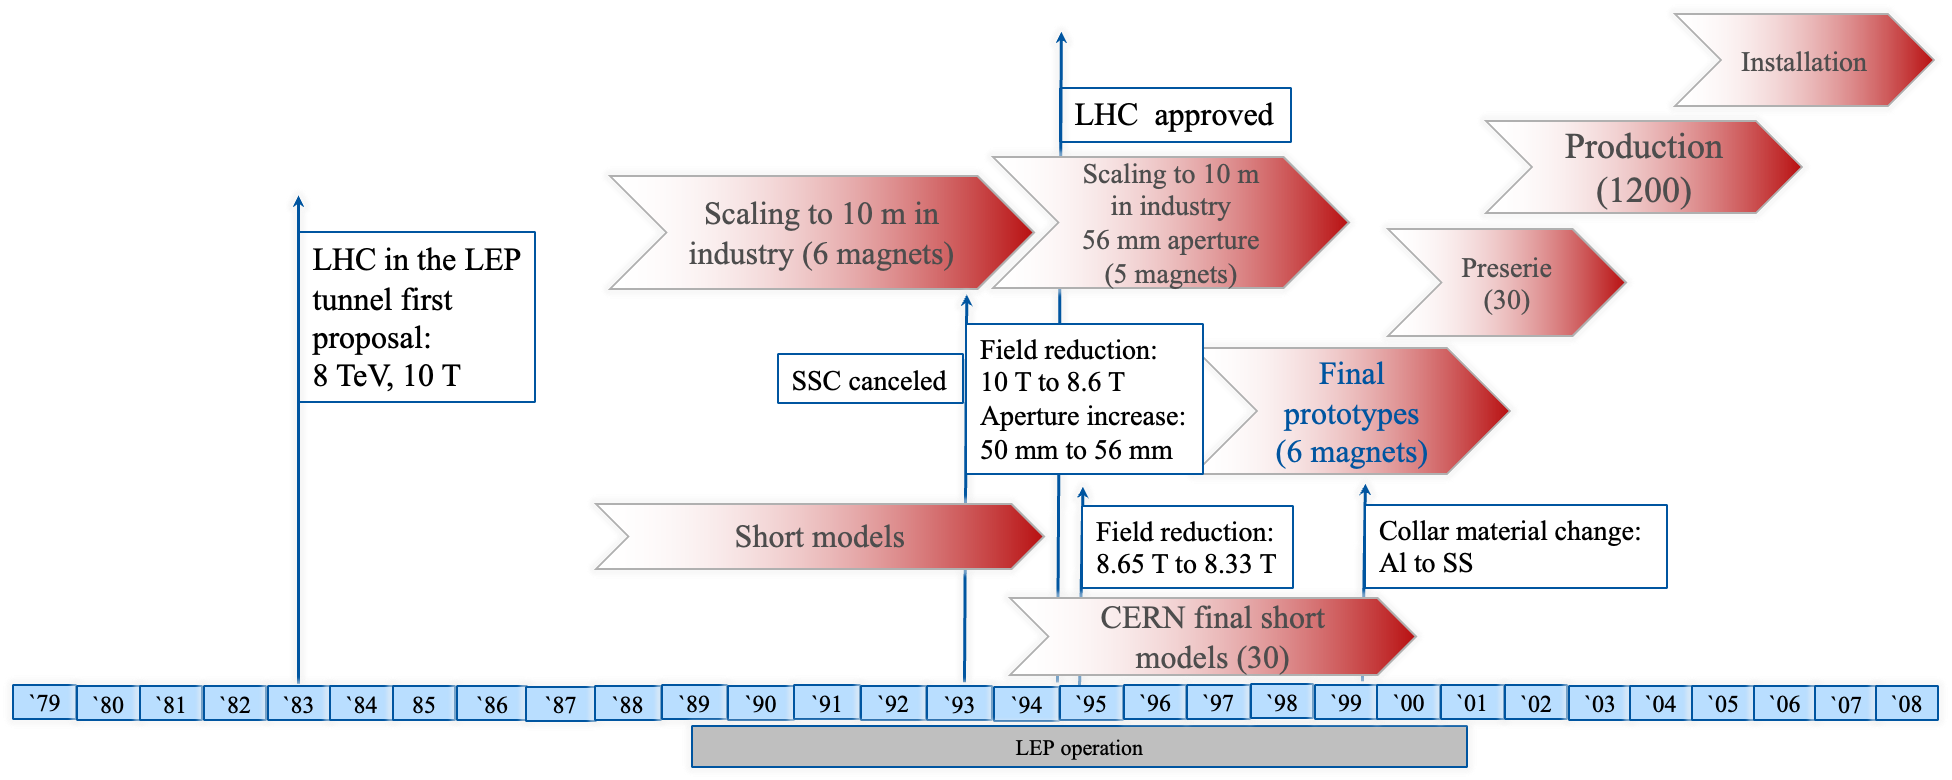 Installation
LHC  approved
Production
(1200)
Scaling to 10 m in
industry (6 magnets)
Scaling to 10 m
in industry
56 mm aperture
(5 magnets)
LHC in the LEP
tunnel first
proposal:
8 TeV, 10 T
Preserie
(30)
SSC canceled
Field reduction:
10 T to 8.6 T
Aperture increase:
50 mm to 56 mm
Final
prototypes
(6 magnets)
Short models
Field reduction:
8.65 T to 8.33 T
Collar material change:
Al to SS
CERN final short
models (30)
`79 `80 `81 `82 `83 `84 85 `86 `87 `88 `89 `90 `91 `92 `93 `94 `95 `96 `97 `98 `99 `00 `01 `02 `03 `04 `05 `06 `07 `08
LEP operation